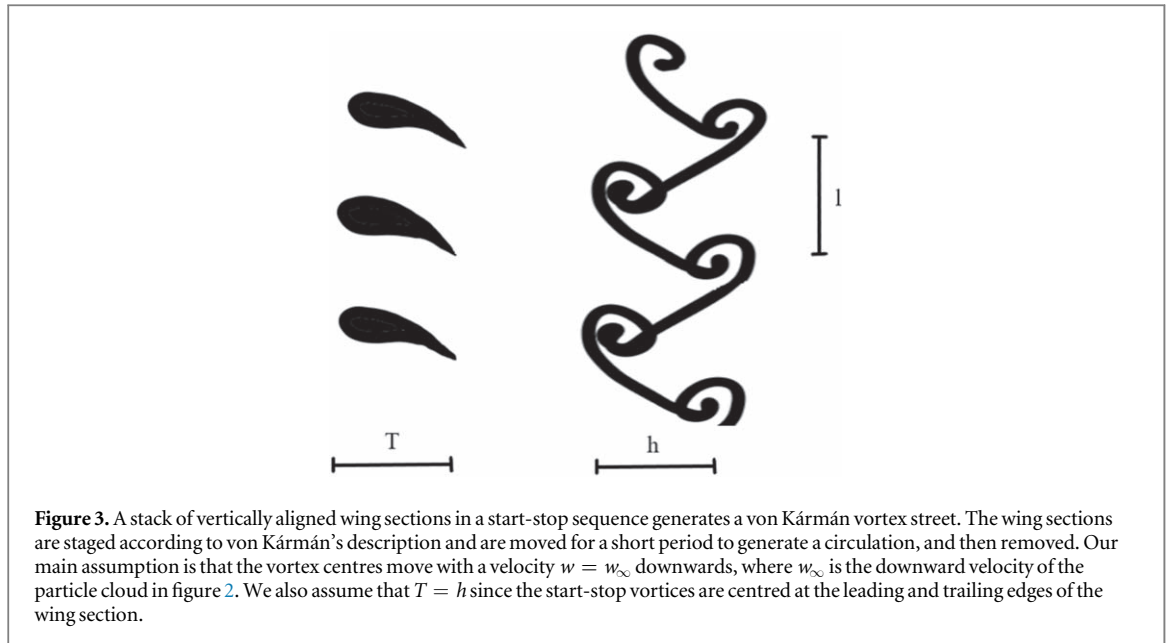 l
T
h
Figure 3. A stack of vertically aligned wing sections in a start-stop sequence generates a von Kármán vortex street. The wing sections
are staged according to von Kármán's description and are moved for a short period to generate a circulation, and then removed. Our
main assumption is that the vortex centres move with a velocity w = w∞ downwards, where w∞ is the downward velocity of the
particle cloud in figure 2. We also assume that T = h since the start-stop vortices are centred at the leading and trailing edges of the
wing section.